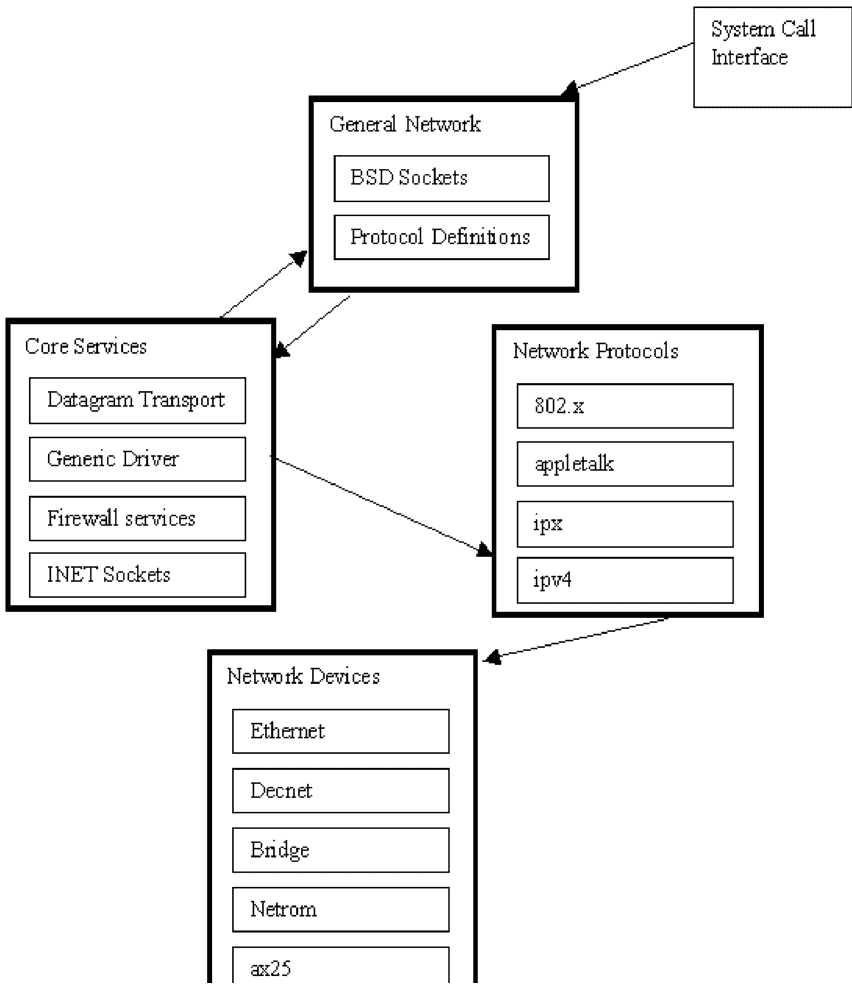 System Call
Interface
General Network
BSD Sockets
Protocol Definitions
Core Services
Datagram Transport
Generic Driver
Firewall services
INET Sockets
Network Protocols
802.x
appletalk
ipx
ipv4
Network Devices
Ethernet
Decnet
Bridge
Netrom
ax25